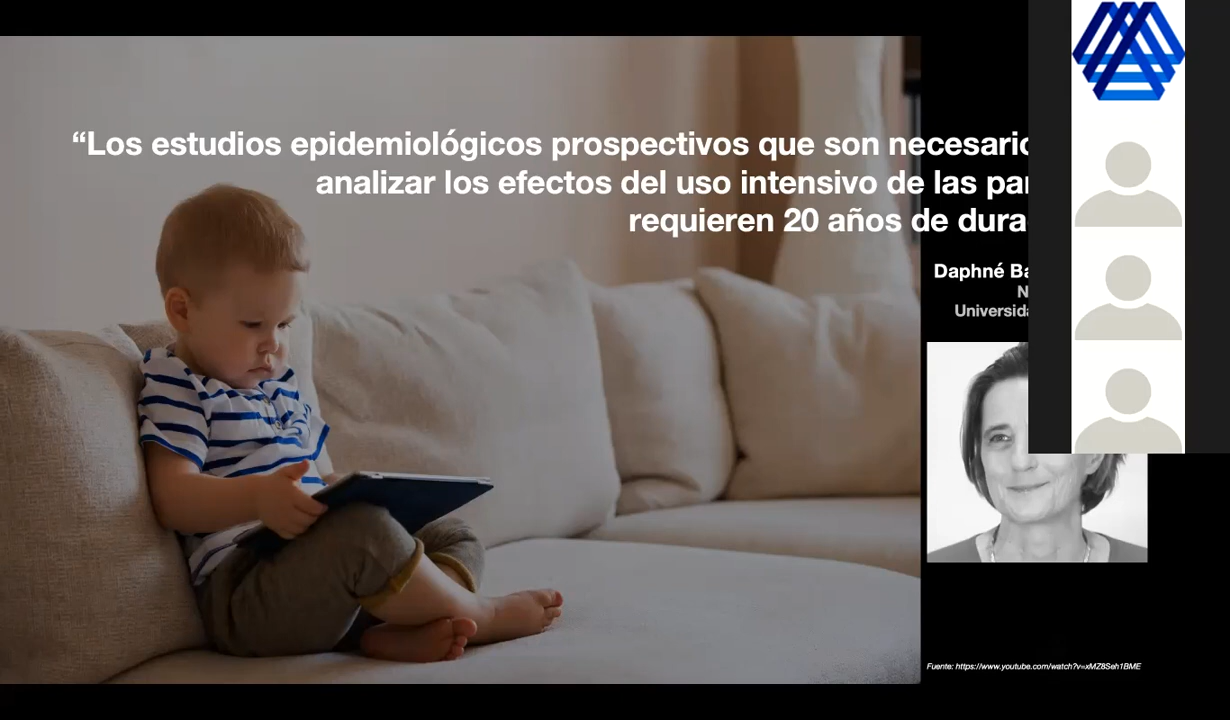 “Los estudios epidemiológicos prospectivos que son necesario
analizar los efectos del uso intensivo de las pan
requieren 20 años de dura
Daphné Ba
N
Universida
Fuente: https://www.youtube.com/watch?v=xMZ8Seh1BME